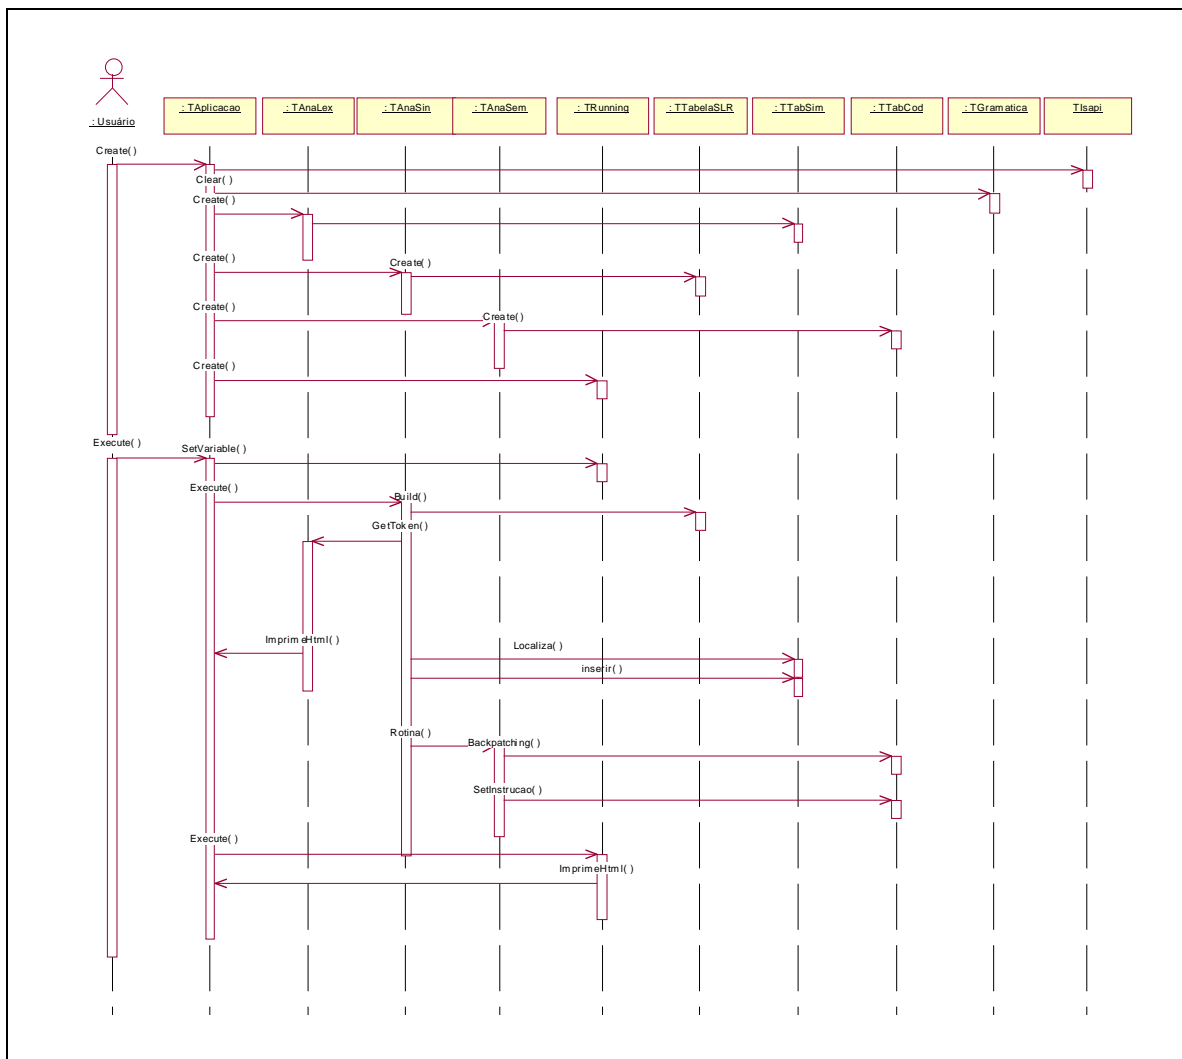 : Usuário
: TAplicacao
: TAnaLex
: TAnaSin
: TAnaSem
: TRunning
: TTabelaSLR
: TTabSim
: TTabCod
: TGramatica
TIsapi
Create()
Clear( )
Create( )
Create( )
Create( )
Create( )
Create( )
Create( )
Execute( )
SetVariable( )
Execute( )
Build( )
GetToken( )
ImprimeHtml( )
Localiza( )
inserir( )
Rotina( )
Backpatching( )
SetInstrucao( )
Execute( )
ImprimeHtml( )